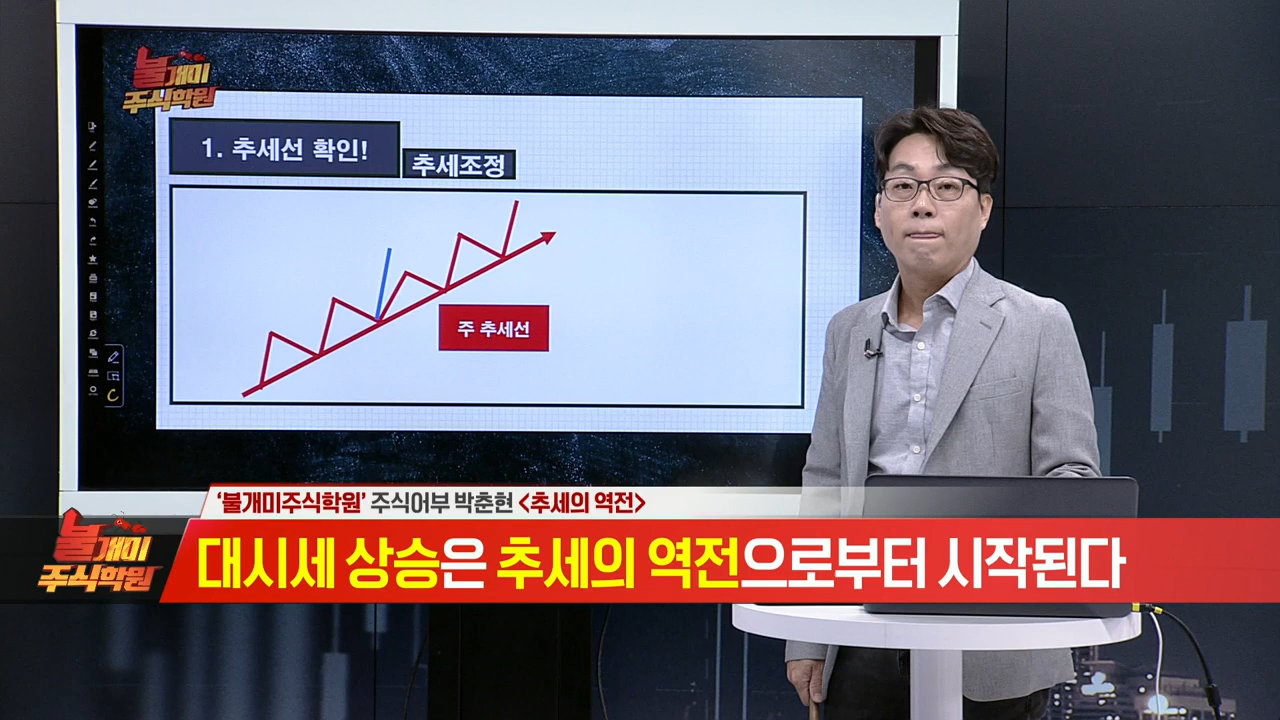 불개미
주식학원
1. 추세선 확인!
추세조정
주 추세선
'불개미주식학원' 주식어부 박춘현 <추세의 역전>
불개미
주식학원
대시세 상승은 추세의 역전으로부터 시작된다